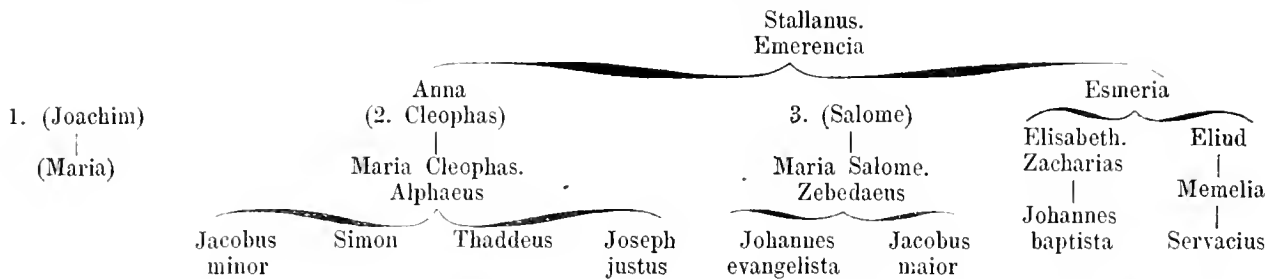 Stallanus.
Emerencia
Anna Esmeria
1. (Joachim) (2. Cleophas) 3. (Salome)
Elisabeth. Eliud
(Maria) Maria Cleophas. Maria Salome. Zacharias
Alphaeus Zebedaeus Memelia
Jacobus Simon Thaddeus Joseph Johannes Jacobus Johannes
minor justus evangelista maior baptista Servacius